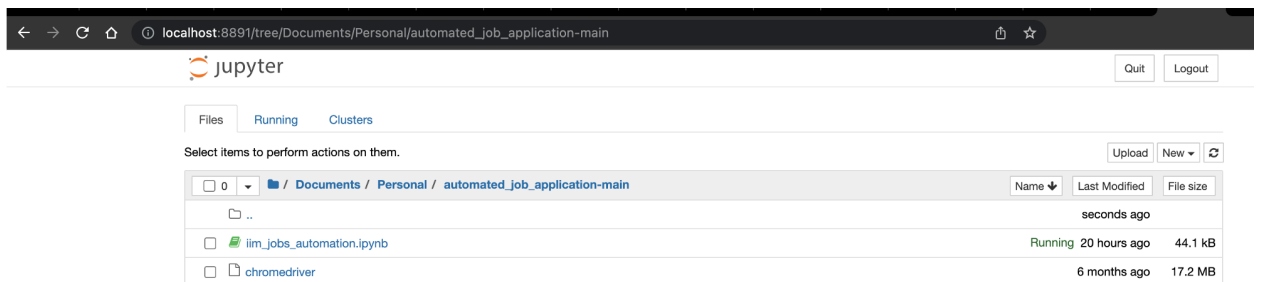 localhost:8891/tree/Documents/Personal/automated_job_application-main
jupyter Quit Logout
Files Running Clusters
Select items to perform actions on them. Upload New
0 / Documents / Personal / automated_job_application-main Name Last Modified File size
.. seconds ago
iim_jobs_automation.ipynb Running 20 hours ago 44.1 kB
chromedriver 6 months ago 17.2 MB